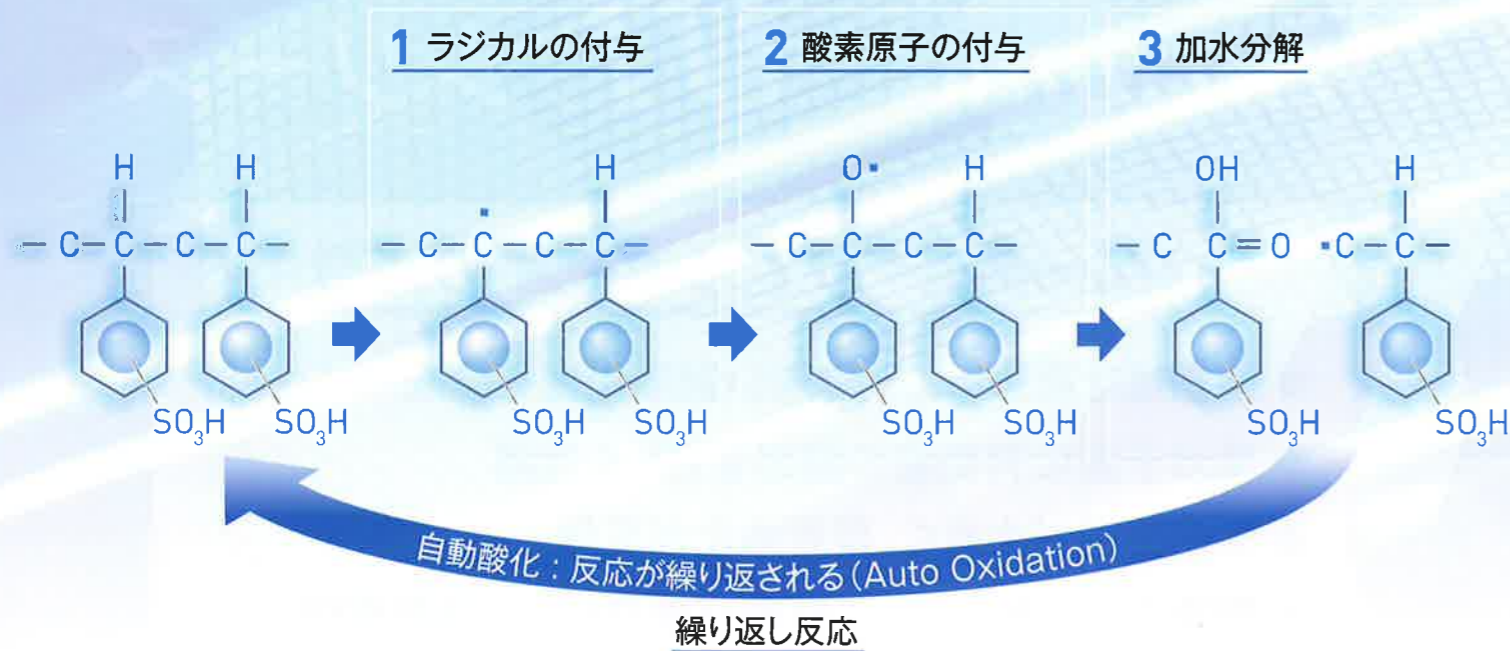 1 ラジカルの付与
2 酸素原子の付与
3 加水分解
H H
— C — C — C — C —
SO₃H SO₃H
H
— C — C — C — C —
SO₃H SO₃H
O· H
— C — C — C — C —
SO₃H SO₃H
OH H
— C C = O ·C — C —
SO₃H SO₃H
自動酸化:反応が繰り返される(Auto Oxidation)
繰り返し反応